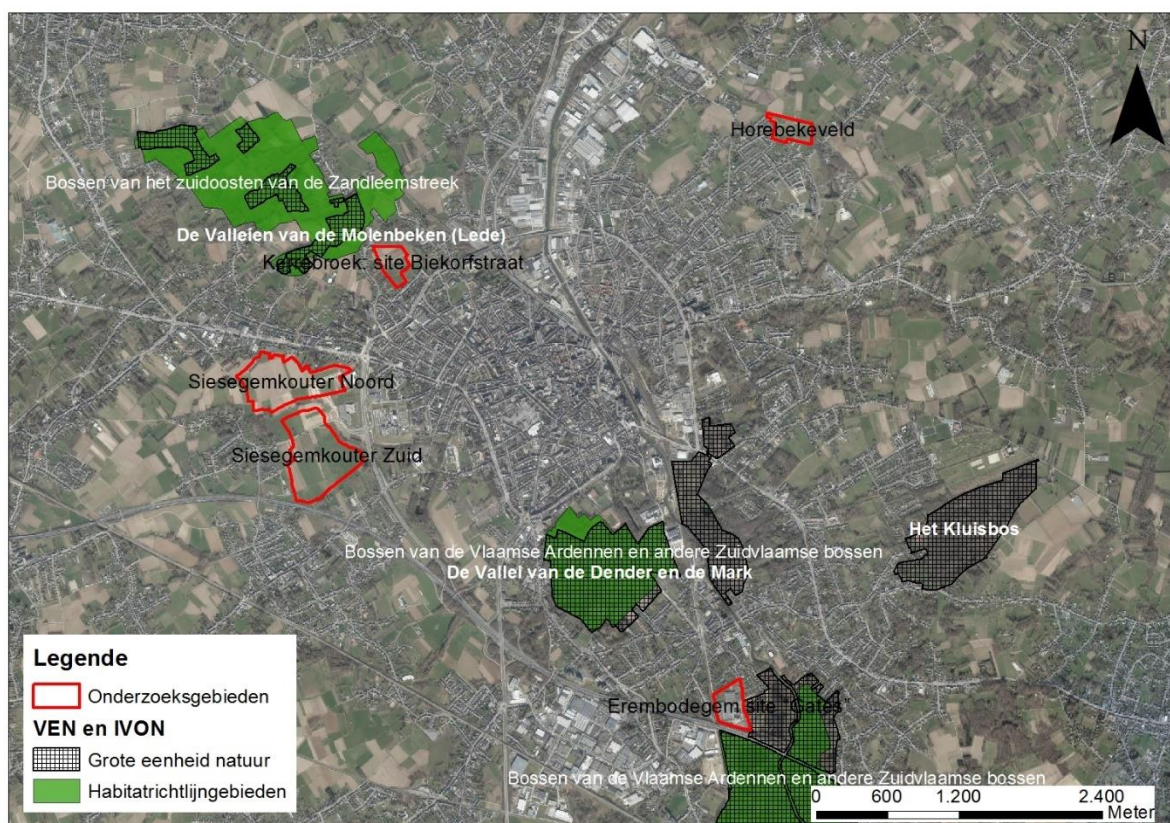 N
Horebekeveld
Bossen van het zuidoosten van de Zandleemstreek
De Valleien van de Molenbeken (Lede)
Kerrebroek: site Biekorfstraat
Siesegemkouter Noord
Siesegemkouter Zuid
Het Kluisbos
Bossen van de Vlaamse Ardennen en andere Zuidvlaamse bossen
De Vallei van de Dender en de Mark
Erembodegem site "Gates"
Bossen van de Vlaamse Ardennen en andere Zuidvlaamse bossen
Legende
Onderzoeksgebieden
VEN en IVON
Grote eenheid natuur
Habitatrichtlijngebieden
0 600 1.200 2.400
Meter